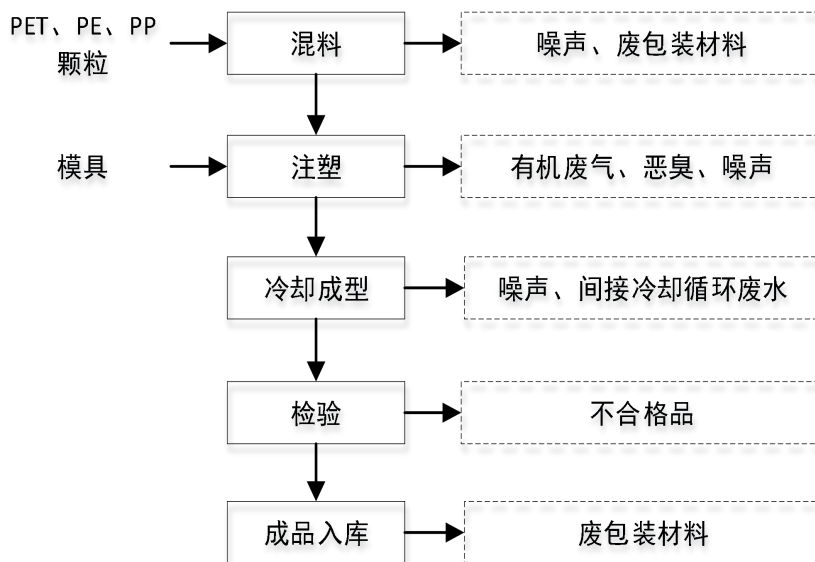 PET、PE、PP
颗粒
混料
噪声、废包装材料
模具
注塑
有机废气、恶臭、噪声
冷却成型
噪声、间接冷却循环废水
检验
不合格品
成品入库
废包装材料